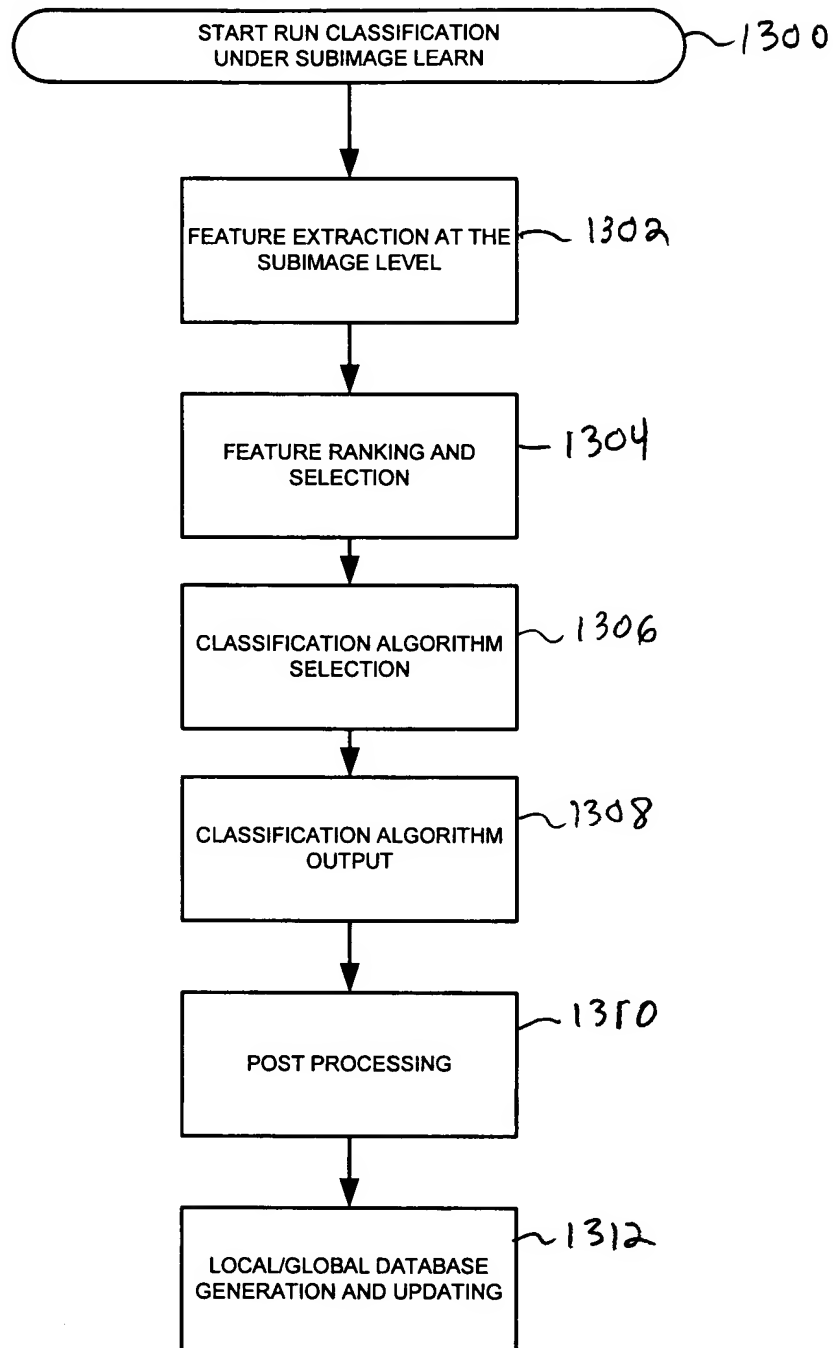 START RUN CLASSIFICATION
UNDER SUBIMAGE LEARN
1300
FEATURE EXTRACTION AT THE
SUBIMAGE LEVEL
1302
FEATURE RANKING AND
SELECTION
1304
CLASSIFICATION ALGORITHM
SELECTION
1306
CLASSIFICATION ALGORITHM
OUTPUT
1308
POST PROCESSING
1310
LOCAL/GLOBAL DATABASE
GENERATION AND UPDATING
1312